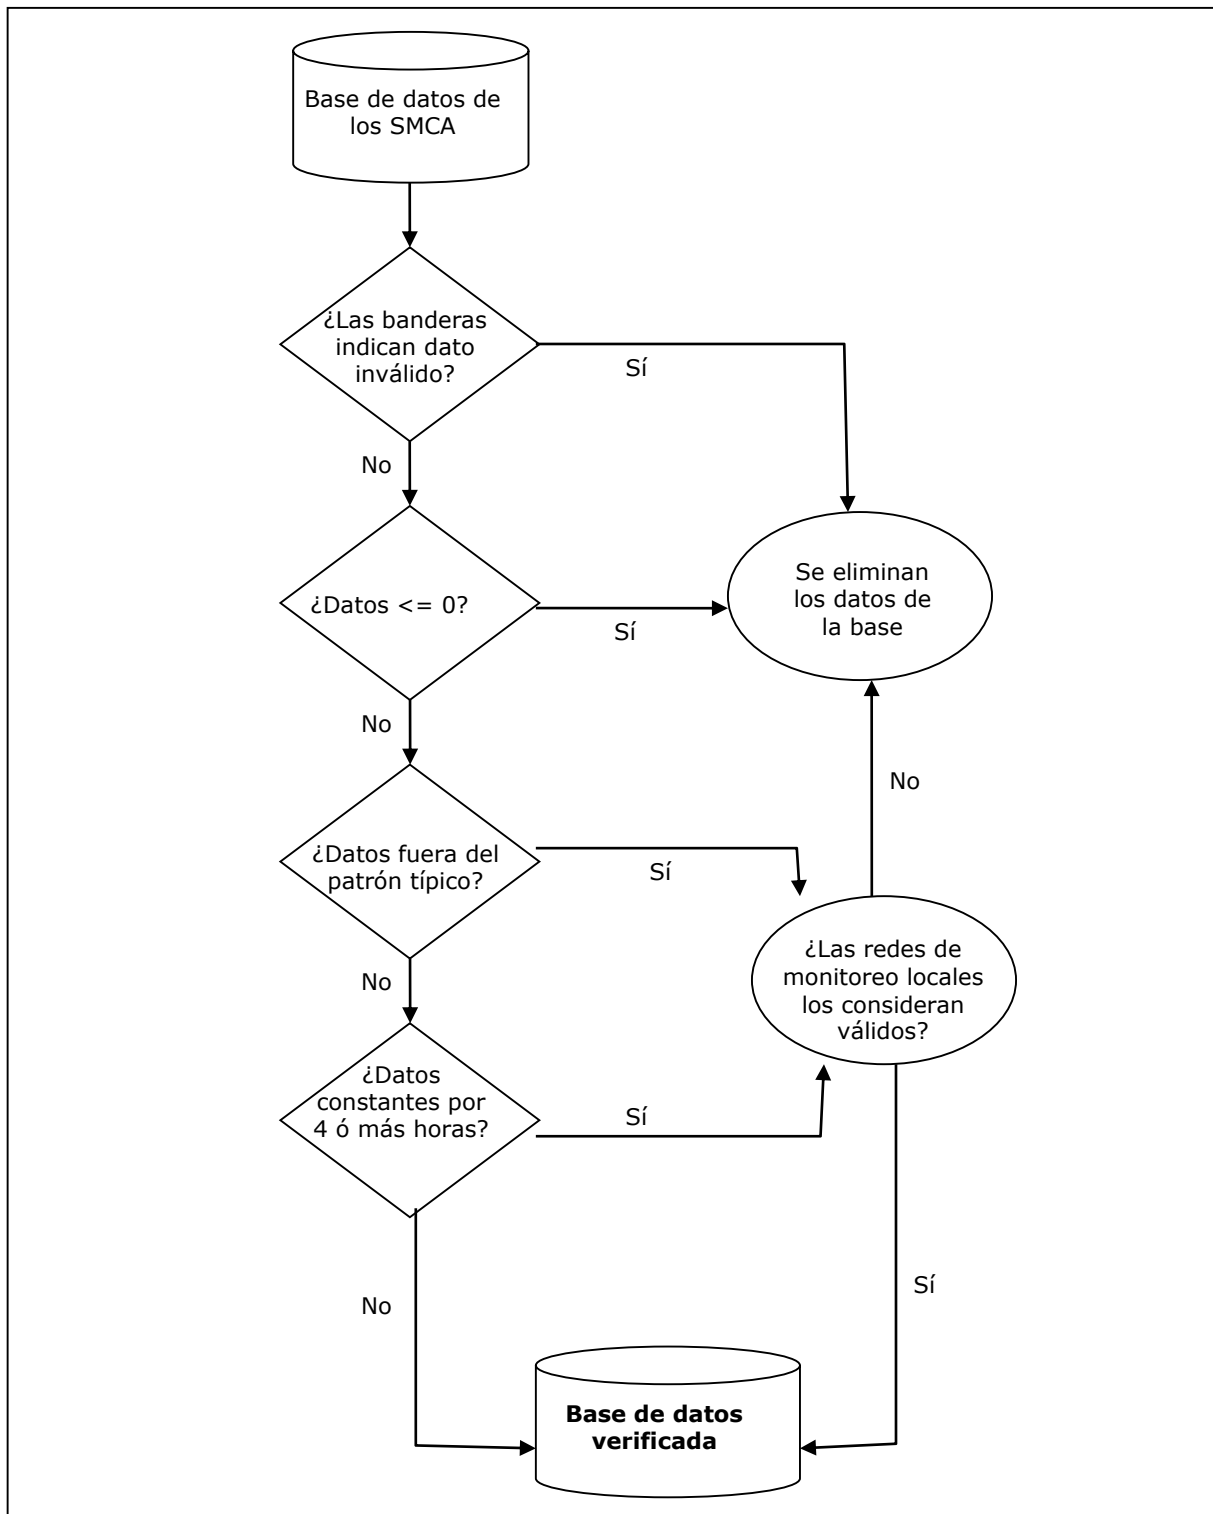 Base de datos de
los SMCA
¿Las banderas
indican dato
inválido?
Sí
No
¿Datos <= 0?
Sí
Se eliminan
los datos de
la base
No
No
¿Datos fuera del
patrón típico?
Sí
¿Las redes de
monitoreo locales
los consideran
válidos?
No
¿Datos
constantes por
4 ó más horas?
Sí
Sí
No
Base de datos
verificada